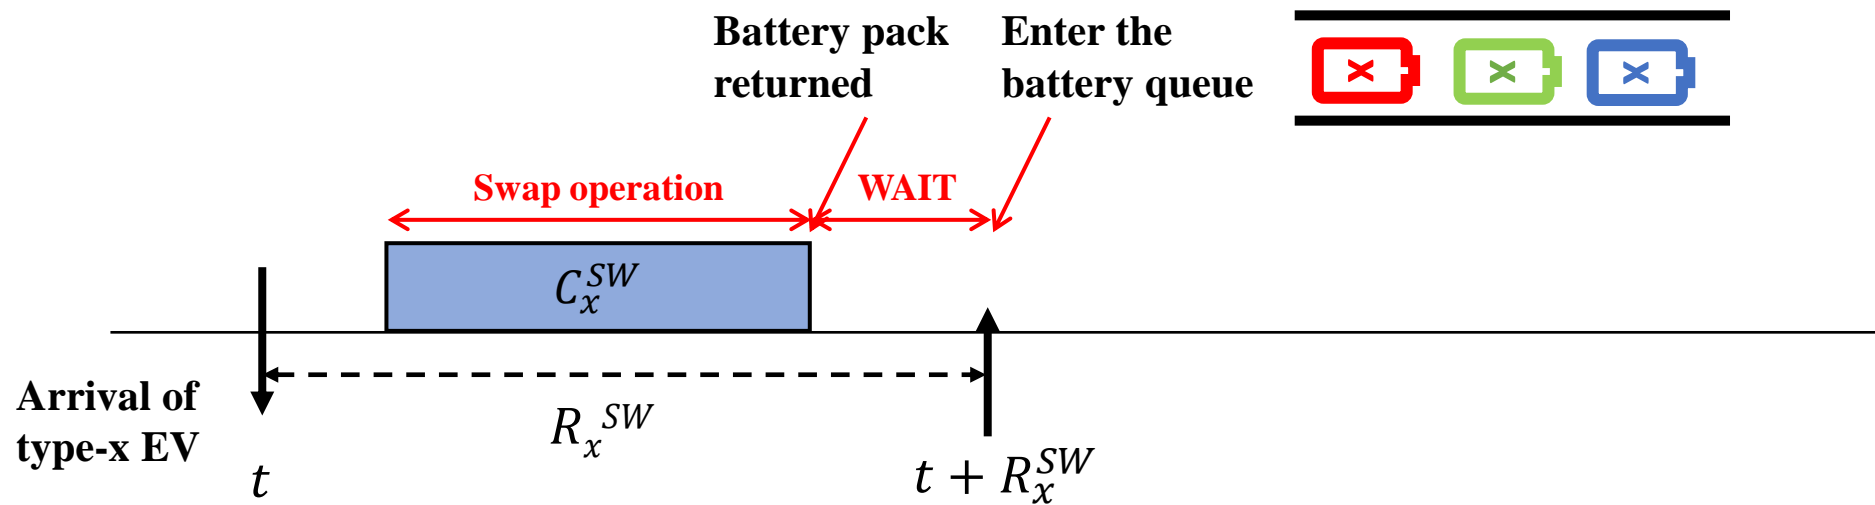 Battery pack
returned
Enter the
battery queue
x x x
Swap operation
WAIT
$C_x^{SW}$
Arrival of
type-x EV
$R_x{}^{SW}$
$t$
$t + R_x^{SW}$